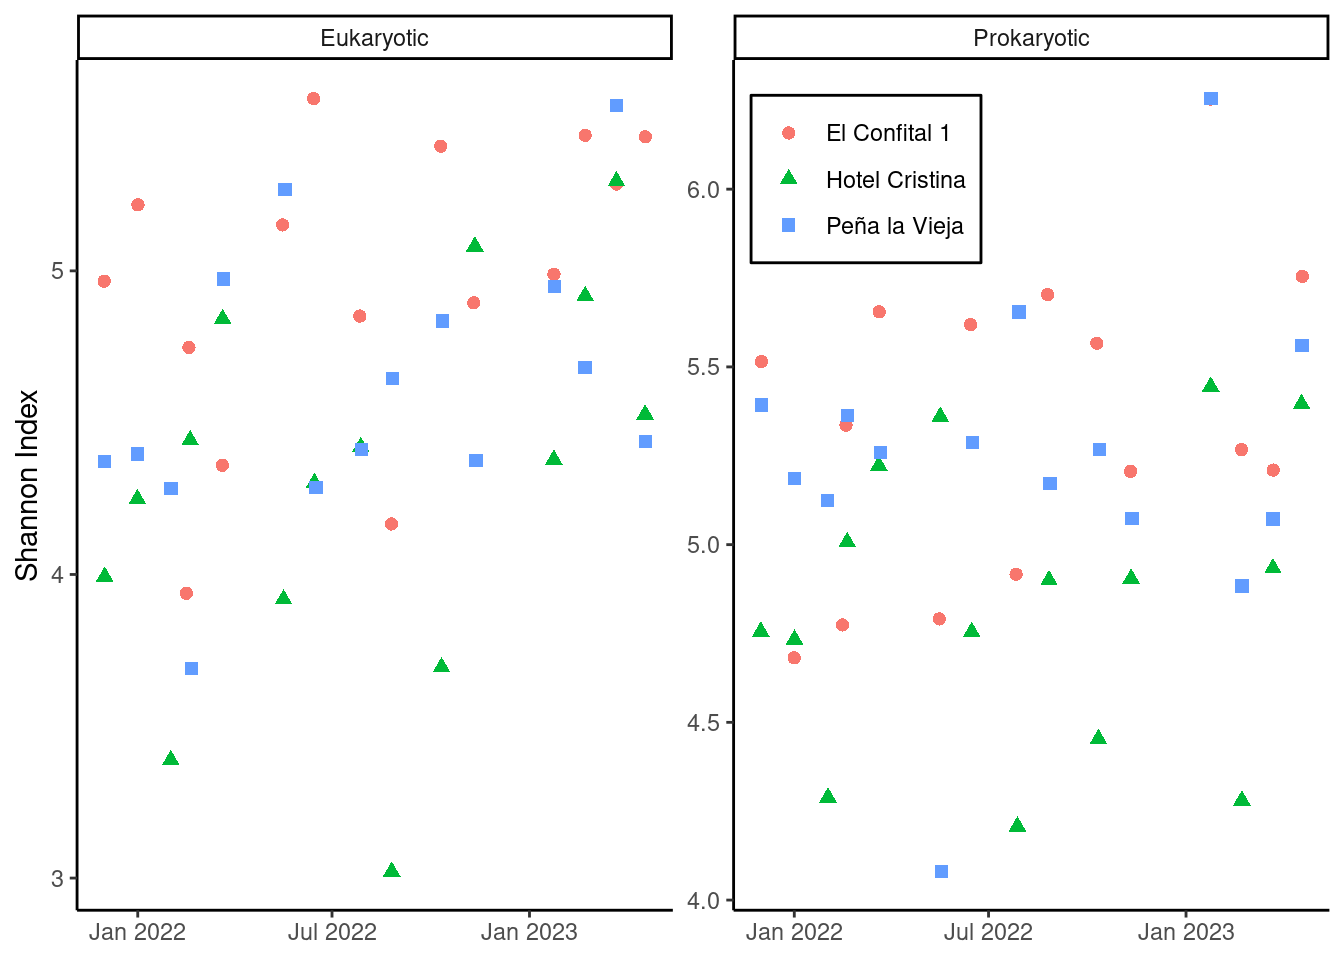 Eukaryotic
Prokaryotic
El Confital 1
Hotel Cristina
Peña la Vieja
Shannon Index
5
4
3
6.0
5.5
5.0
4.5
4.0
Jan 2022
Jul 2022
Jan 2023
Jan 2022
Jul 2022
Jan 2023